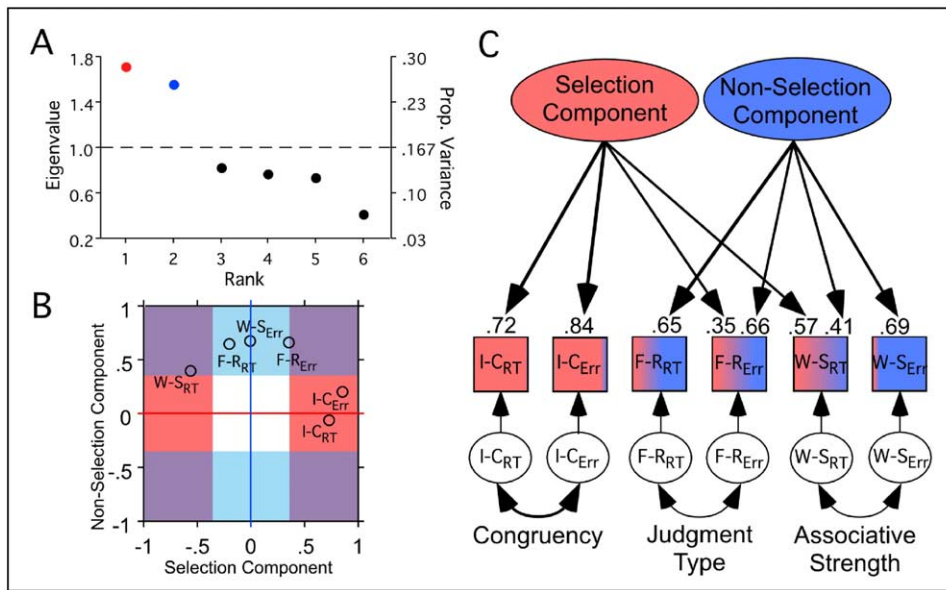 A
Eigenvalue
1.8
1.4
1.0
0.6
0.2
.30
.23
.167
.10
.03
Prop. Variance
1 2 3 4 5 6
Rank
B
Non-Selection Component
1
.5
0
-.5
-1
W-SErr
F-RRT
F-RErr
W-SRT
I-CErr
I-CRT
-1 -.5 0 .5 1
Selection Component
C
Selection
Component
Non-Selection
Component
.72 .84 .65 .35 .66 .57 .41 .69
I-CRT I-CErr F-RRT F-RErr W-SRT W-SErr
I-CRT I-CErr F-RRT F-RErr W-SRT W-SErr
Congruency
Judgment
Type
Associative
Strength